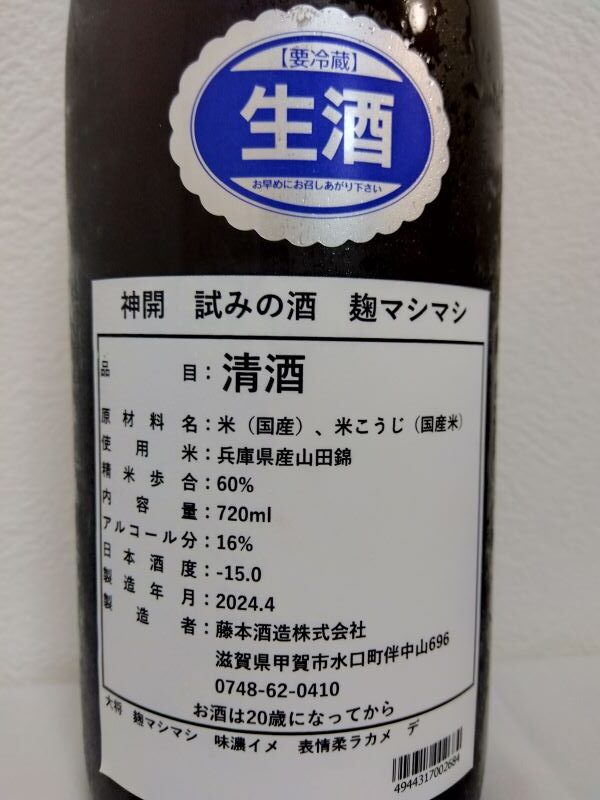 【要冷蔵】
生酒
お早めにお召しあがり下さい
神開 試みの酒 麹マシマシ
品目：清酒
原材料名：米（国産）、米こうじ（国産米）
使用米：兵庫県産山田錦
精米歩合：60%
内容量：720ml
アルコール分：16%
日本酒度：-15.0
製造年月：2024.4
製造者：藤本酒造株式会社
滋賀県甲賀市水口町伴中山696
0748-62-0410
お酒は20歳になってから
大将 麹マシマシ 味濃イメ 表情柔ラカメ デ
4944317002684